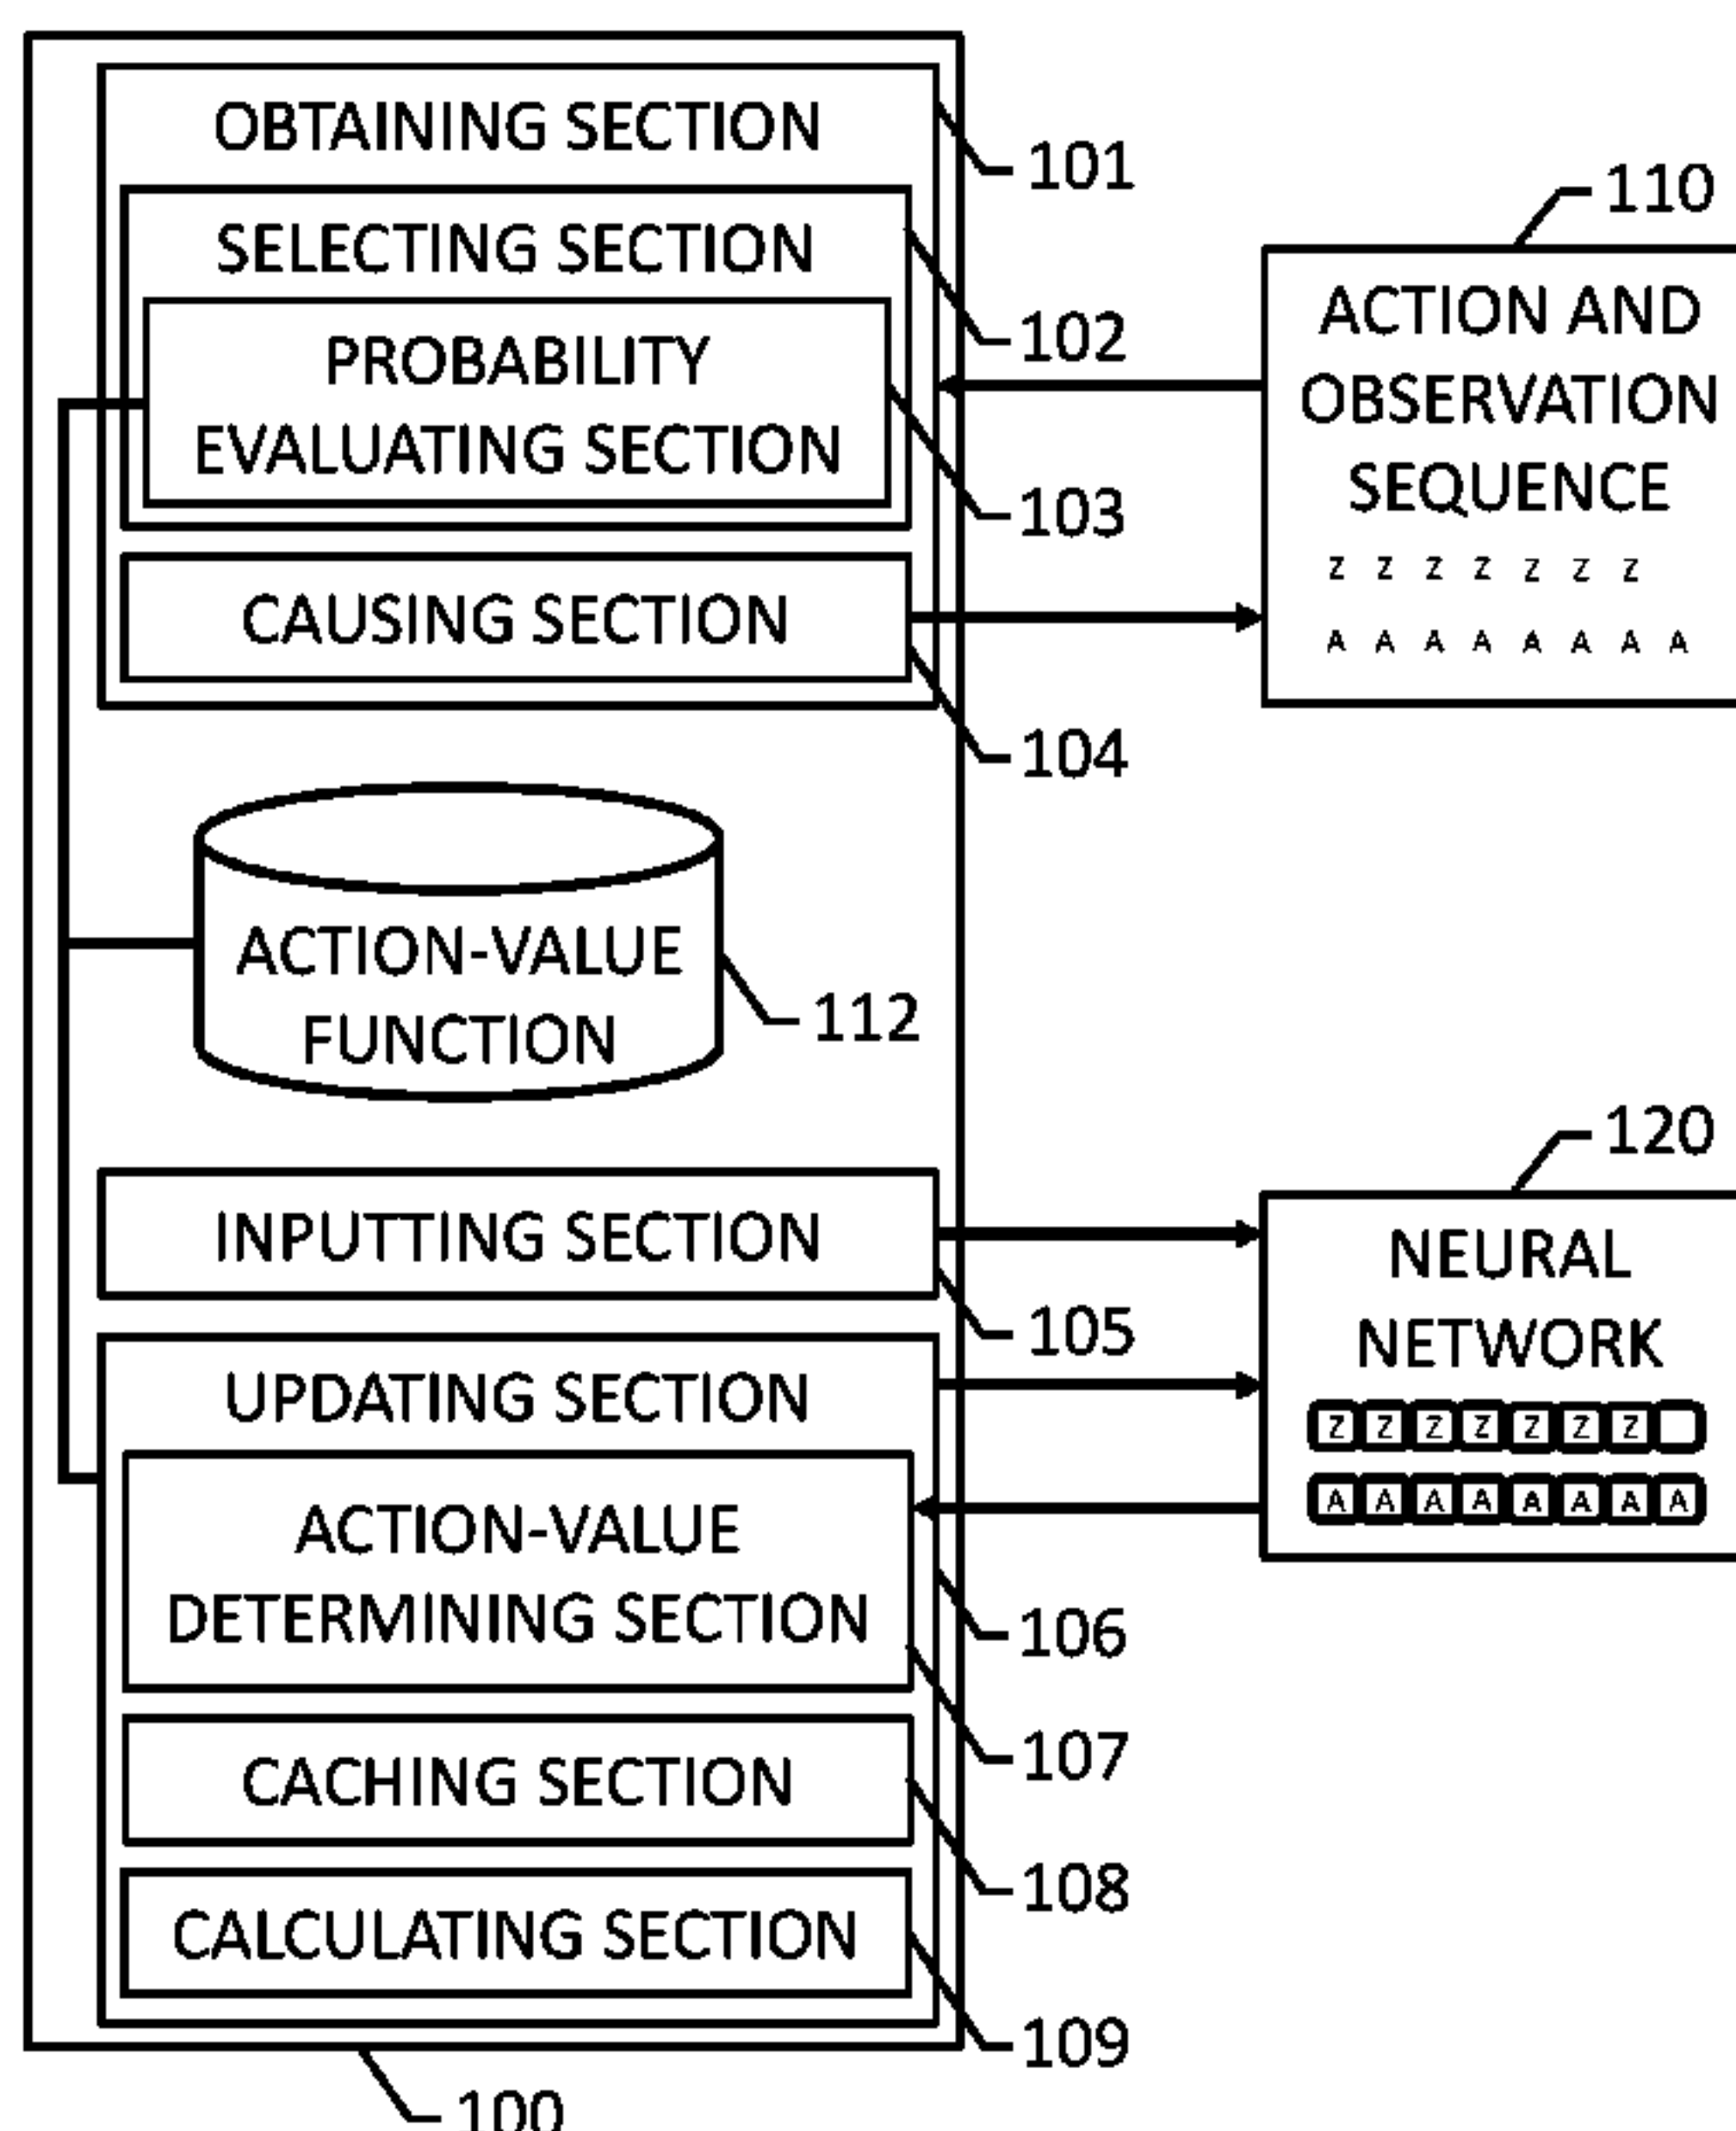 OBTAINING SECTION
101
SELECTING SECTION
102
PROBABILITY
EVALUATING SECTION
103
CAUSING SECTION
104
110
ACTION AND
OBSERVATION
SEQUENCE
Z Z Z Z Z Z Z
A A A A A A A A
ACTION-VALUE
FUNCTION
112
INPUTTING SECTION
105
120
NEURAL
NETWORK
Z Z Z Z Z Z Z
A A A A A A A A
UPDATING SECTION
106
ACTION-VALUE
DETERMINING SECTION
107
CACHING SECTION
108
CALCULATING SECTION
109
100